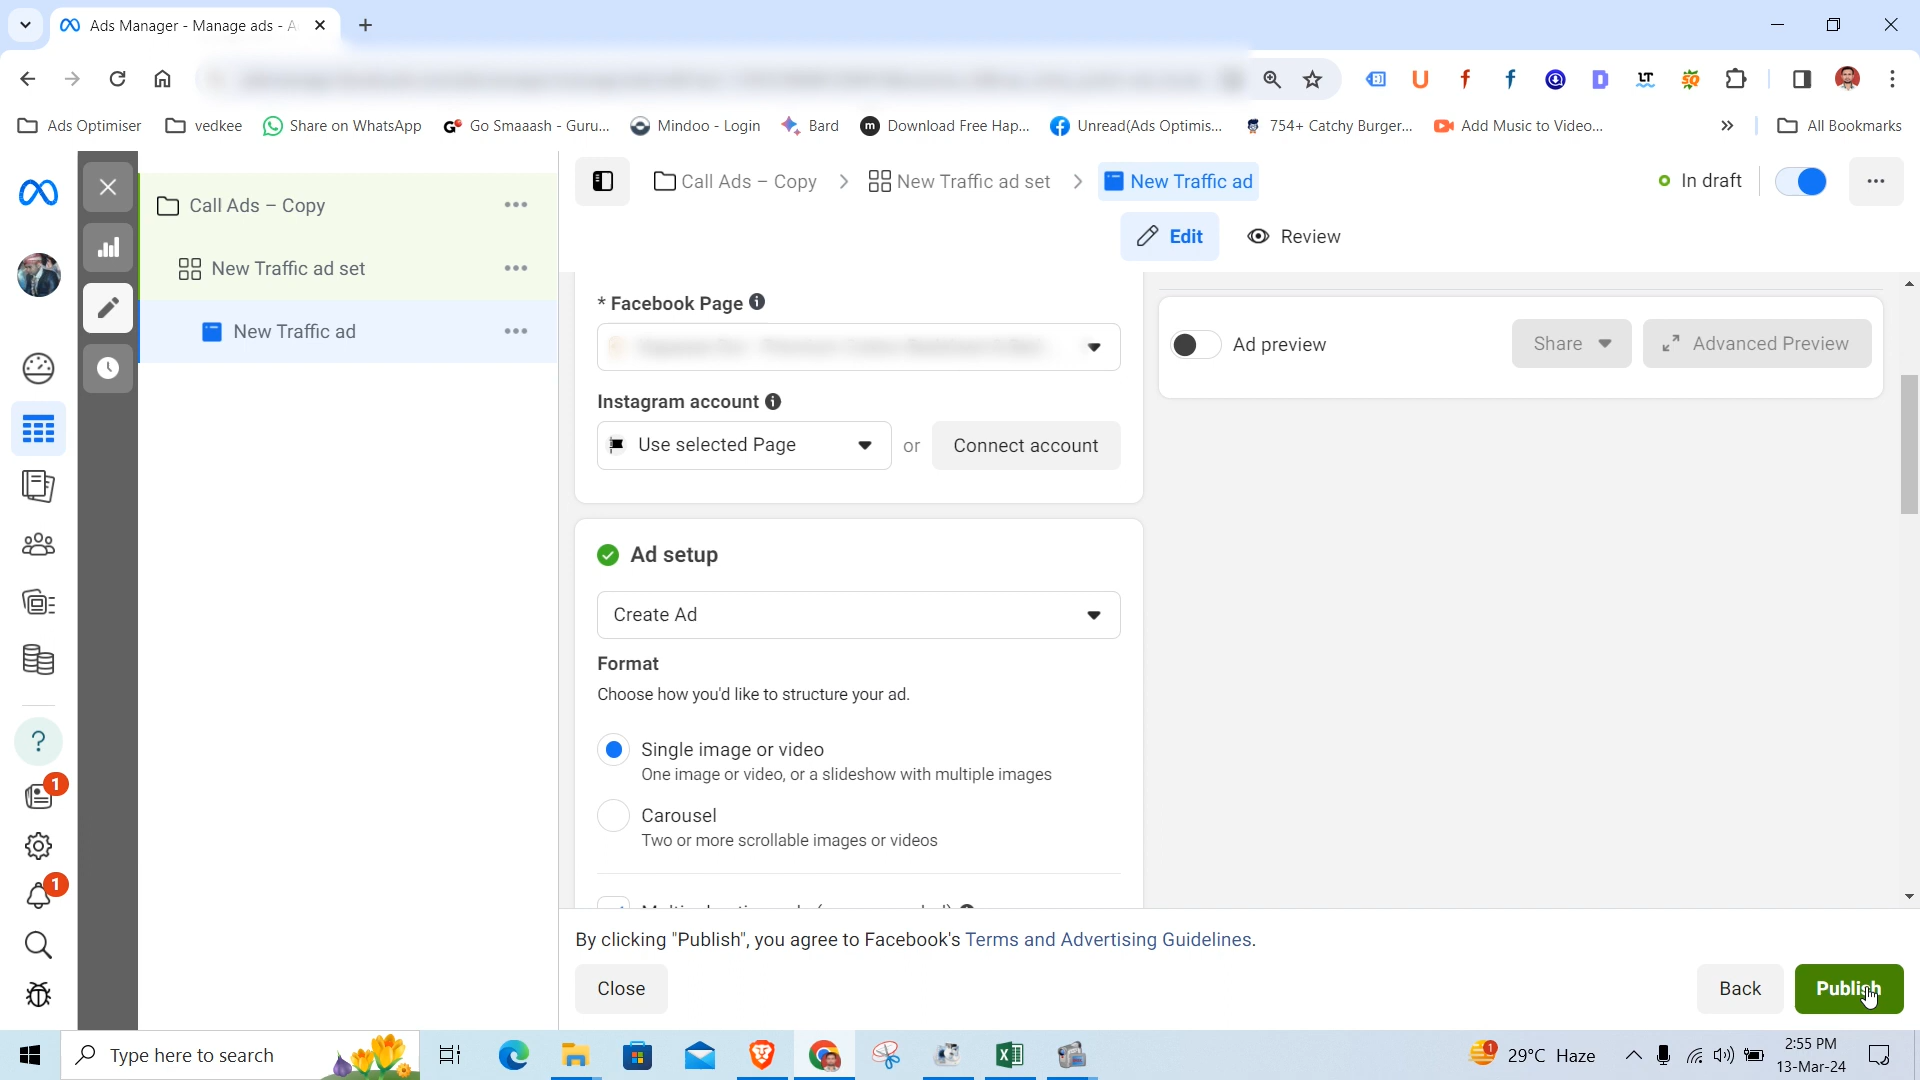 Ads Manager - Manage ads - A
Ads Optimiser
vedkee
Share on WhatsApp
Go Smaaash - Guru...
Mindoo - Login
Bard
Download Free Hap...
Unread(Ads Optimis...
754+ Catchy Burger...
Add Music to Video...
All Bookmarks
Call Ads – Copy
New Traffic ad set
New Traffic ad
In draft
Edit
Review
Call Ads – Copy
New Traffic ad set
New Traffic ad
* Facebook Page
Instagram account
Use selected Page
or
Connect account
Ad preview
Share
Advanced Preview
Ad setup
Create Ad
Format
Choose how you'd like to structure your ad.
Single image or video
One image or video, or a slideshow with multiple images
Carousel
Two or more scrollable images or videos
By clicking "Publish", you agree to Facebook's Terms and Advertising Guidelines.
Close
Back
Publish
1
1
Type here to search
1
29°C Haze
2:55 PM
13-Mar-24